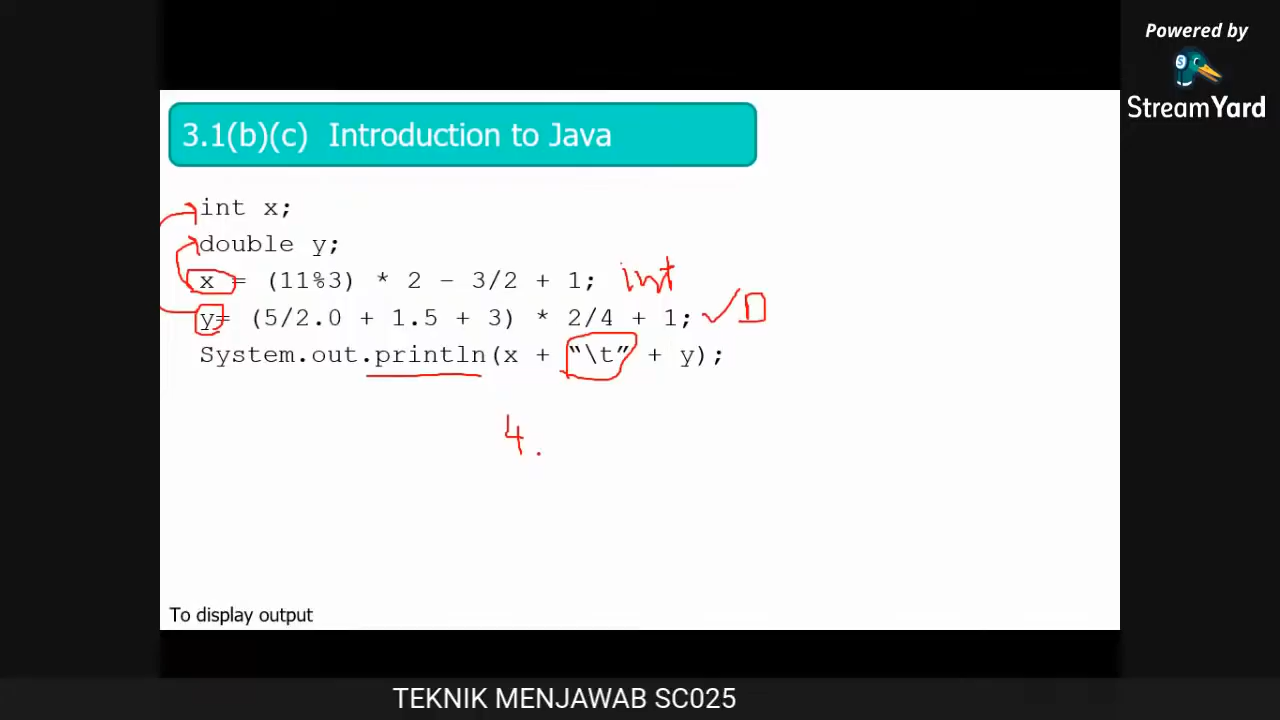 Powered by
StreamYard
3.1(b)(c) Introduction to Java
int x;
double y;
x = (11%3) * 2 - 3/2 + 1; int
y= (5/2.0 + 1.5 + 3) * 2/4 + 1; ✓ D
System.out.println(x + “\t” + y);
4.
To display output
TEKNIK MENJAWAB SC025